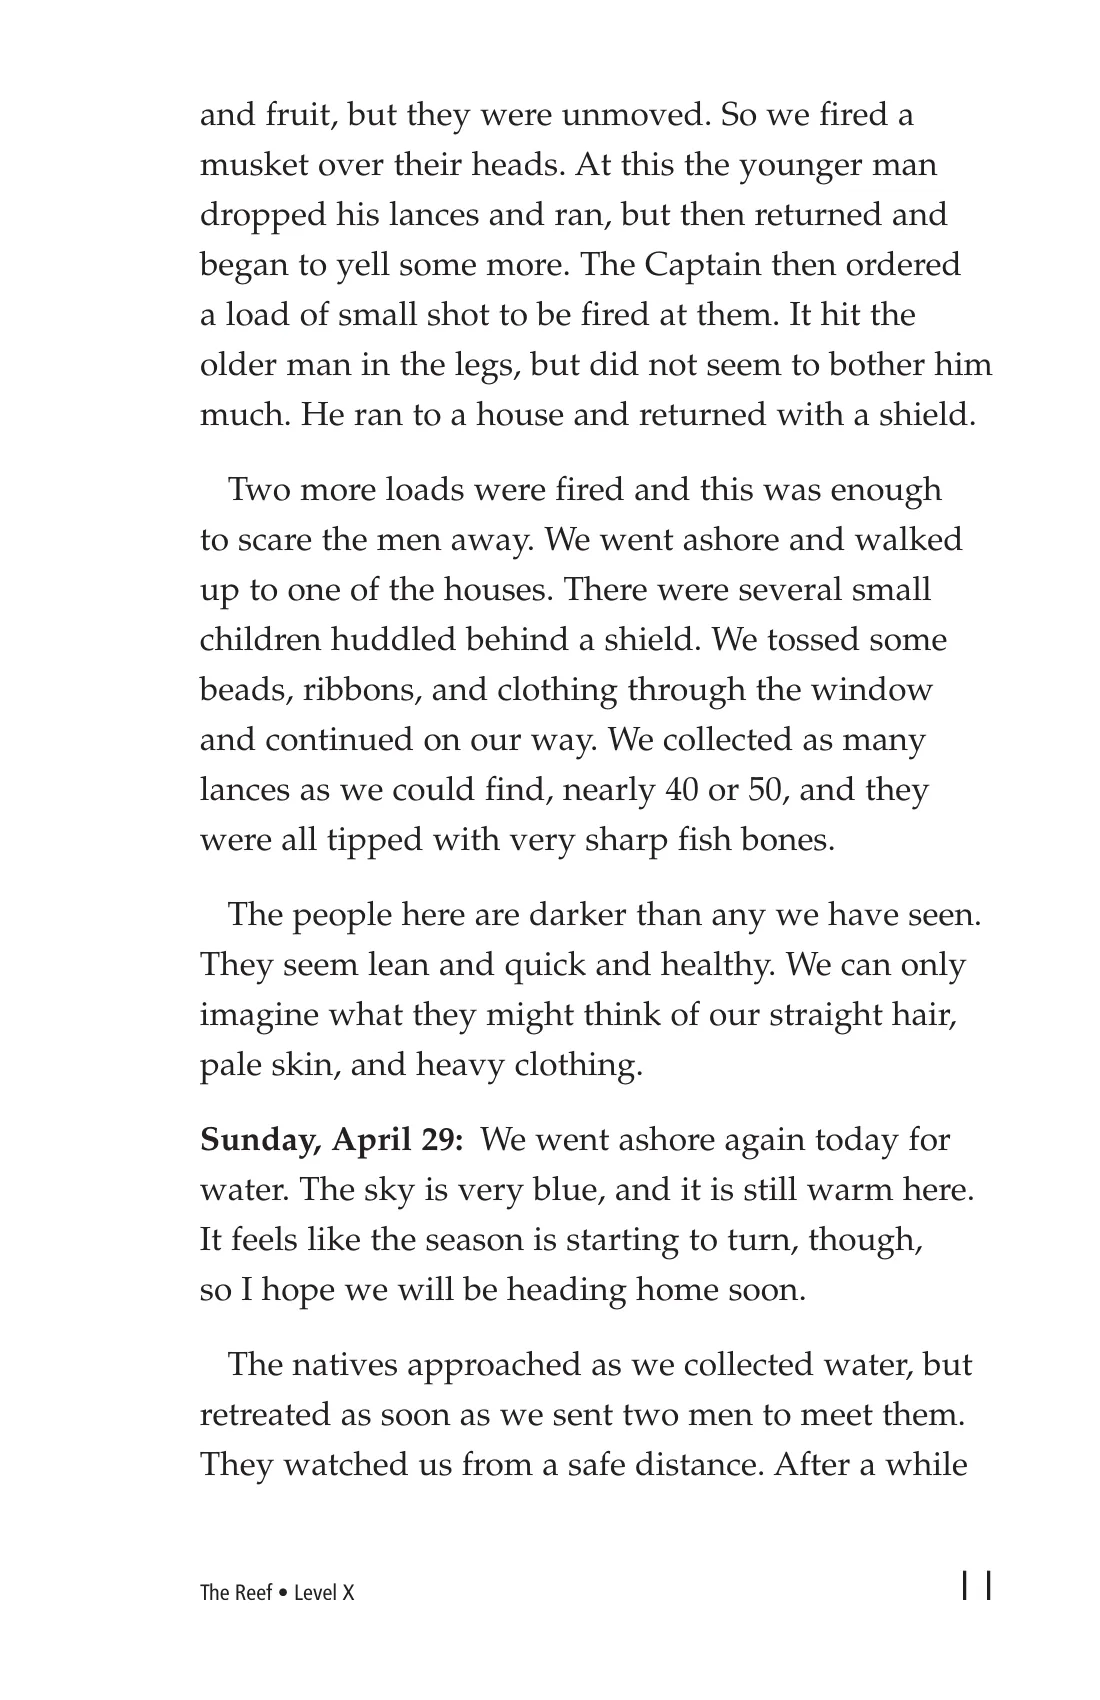 and fruit, but they were unmoved. So we fired a
musket over their heads. At this the younger man
dropped his lances and ran, but then returned and
began to yell some more. The Captain then ordered
a load of small shot to be fired at them. It hit the
older man in the legs, but did not seem to bother him
much. He ran to a house and returned with a shield.
Two more loads were fired and this was enough
to scare the men away. We went ashore and walked
up to one of the houses. There were several small
children huddled behind a shield. We tossed some
beads, ribbons, and clothing through the window
and continued on our way. We collected as many
lances as we could find, nearly 40 or 50, and they
were all tipped with very sharp fish bones.
The people here are darker than any we have seen.
They seem lean and quick and healthy. We can only
imagine what they might think of our straight hair,
pale skin, and heavy clothing.
Sunday, April 29: We went ashore again today for
water. The sky is very blue, and it is still warm here.
It feels like the season is starting to turn, though,
so I hope we will be heading home soon.
The natives approached as we collected water, but
retreated as soon as we sent two men to meet them.
They watched us from a safe distance. After a while
The Reef • Level X 11